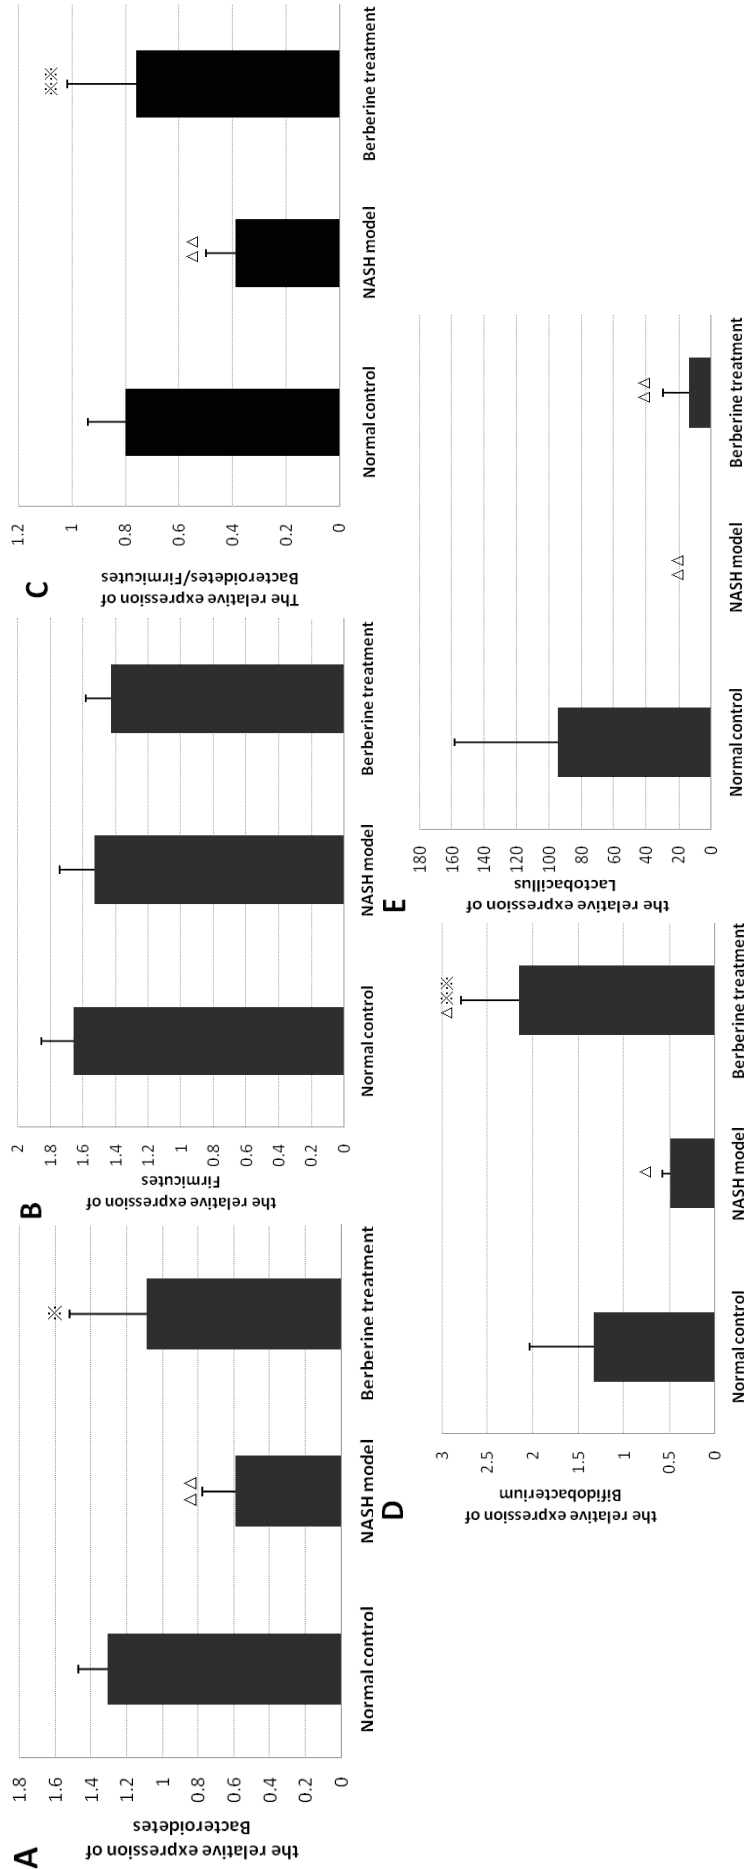 A
the relative expression of
Bacteroidetes
1.8
1.6
1.4
1.2
1
0.8
0.6
0.4
0.2
0
△△
※
Normal control
NASH model
Berberine treatment
B
the relative expression of
Firmicutes
2
1.8
1.6
1.4
1.2
1
0.8
0.6
0.4
0.2
0
Normal control
NASH model
Berberine treatment
C
The relative expression of
Bacteroidetes/Firmicutes
1.2
1
0.8
0.6
0.4
0.2
0
△△
※※
Normal control
NASH model
Berberine treatment
D
the relative expression of
Bifidobacterium
3
2.5
2
1.5
1
0.5
0
△
△※※
Normal control
NASH model
Berberine treatment
E
the relative expression of
Lactobacillus
180
160
140
120
100
80
60
40
20
0
△△
△△
Normal control
NASH model
Berberine treatment